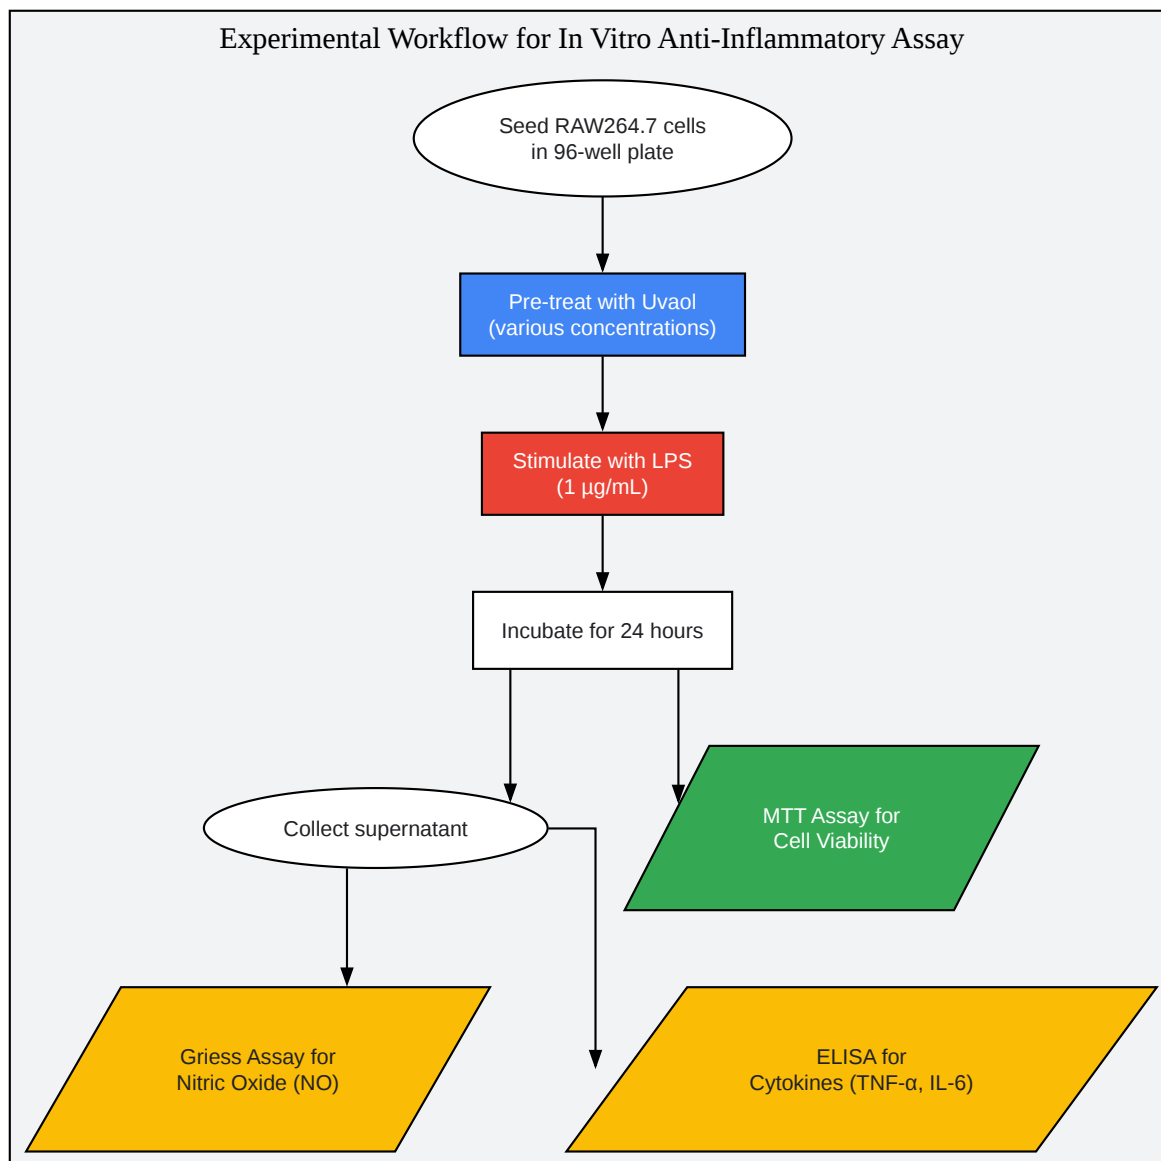 Experimental Workflow for In Vitro Anti-Inflammatory Assay
Seed RAW264.7 cells
in 96-well plate
Pre-treat with Uvaol
(various concentrations)
Stimulate with LPS
(1 µg/mL)
Incubate for 24 hours
Collect supernatant
MTT Assay for
Cell Viability
Griess Assay for
Nitric Oxide (NO)
ELISA for
Cytokines (TNF-α, IL-6)